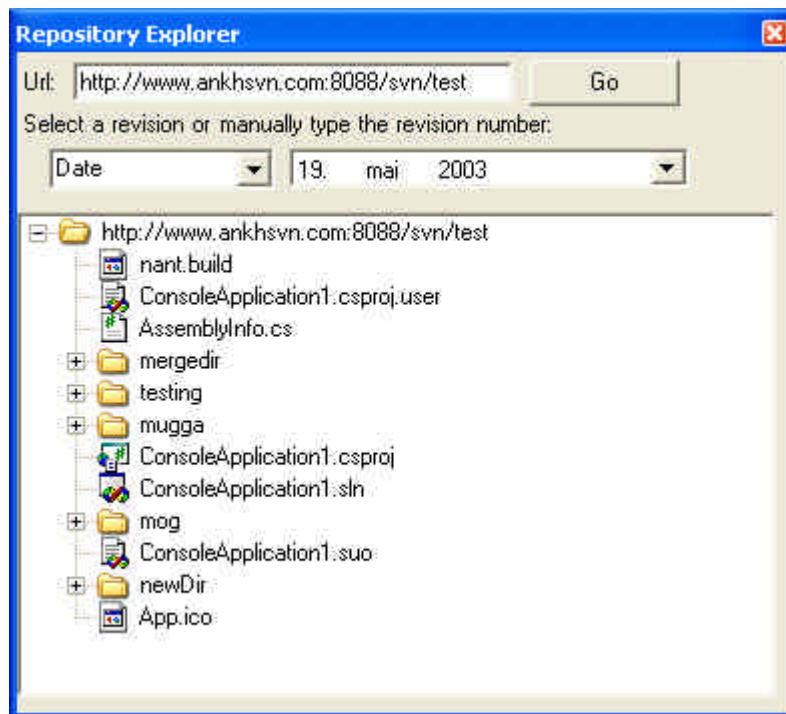 Repository Explorer
Url: http://www.ankhsvn.com:8088/svn/test Go
Select a revision or manually type the revision number:
Date 19. mai 2003
http://www.ankhsvn.com:8088/svn/test
nant.build
ConsoleApplication1.csproj.user
AssemblyInfo.cs
mergedir
testing
mugga
ConsoleApplication1.csproj
ConsoleApplication1.sln
mog
ConsoleApplication1.suo
newDir
App.ico